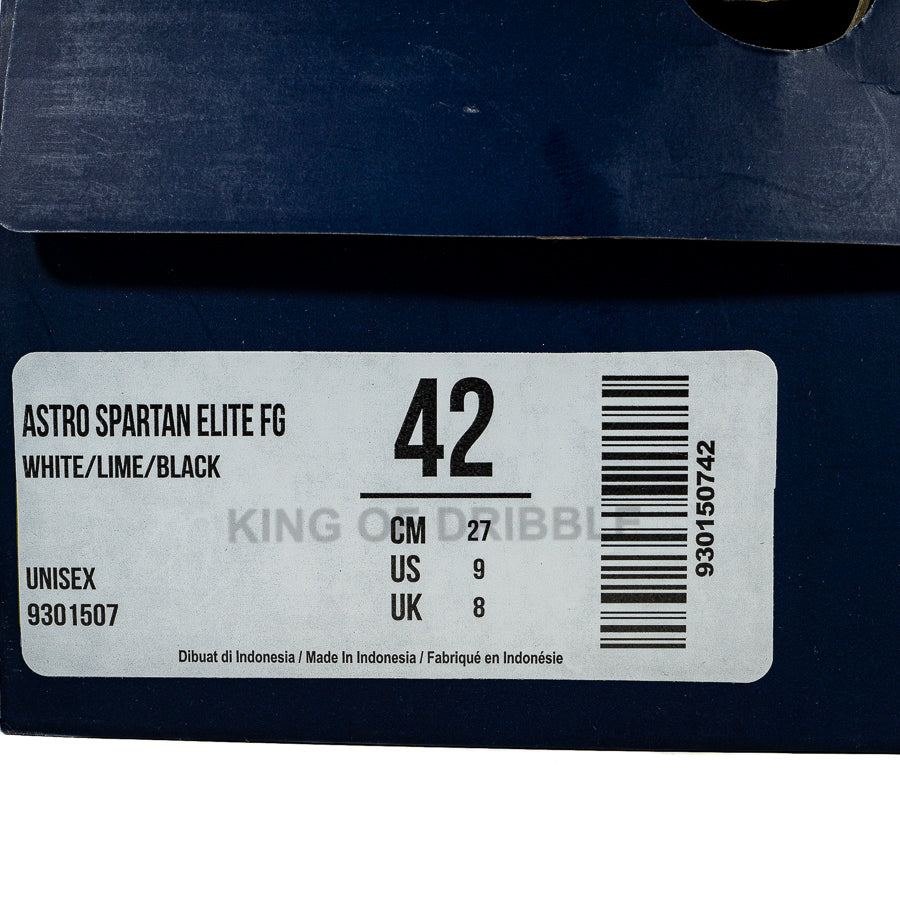 ASTRO SPARTAN ELITE FG
WHITE/LIME/BLACK
UNISEX
9301507
42
CM 27
US 9
UK 8
930150742
KING OF DRIBBLE
Dibuat di Indonesia / Made In Indonesia / Fabriqué en Indonésie